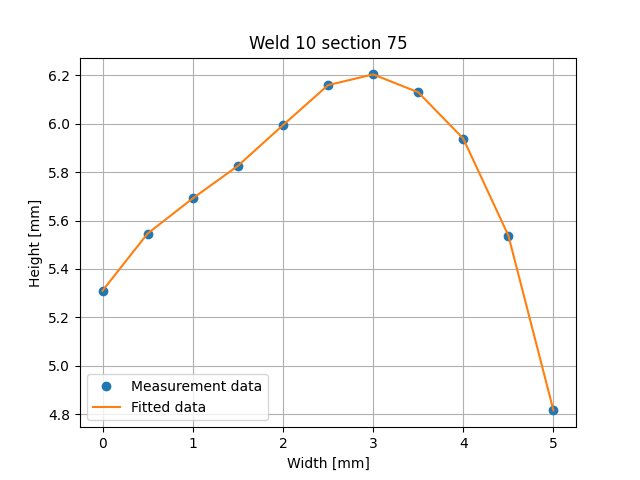 Weld 10 section 75
Height [mm]
6.2
6.0
5.8
5.6
5.4
5.2
5.0
4.8
Measurement data
Fitted data
0 1 2 3 4 5
Width [mm]